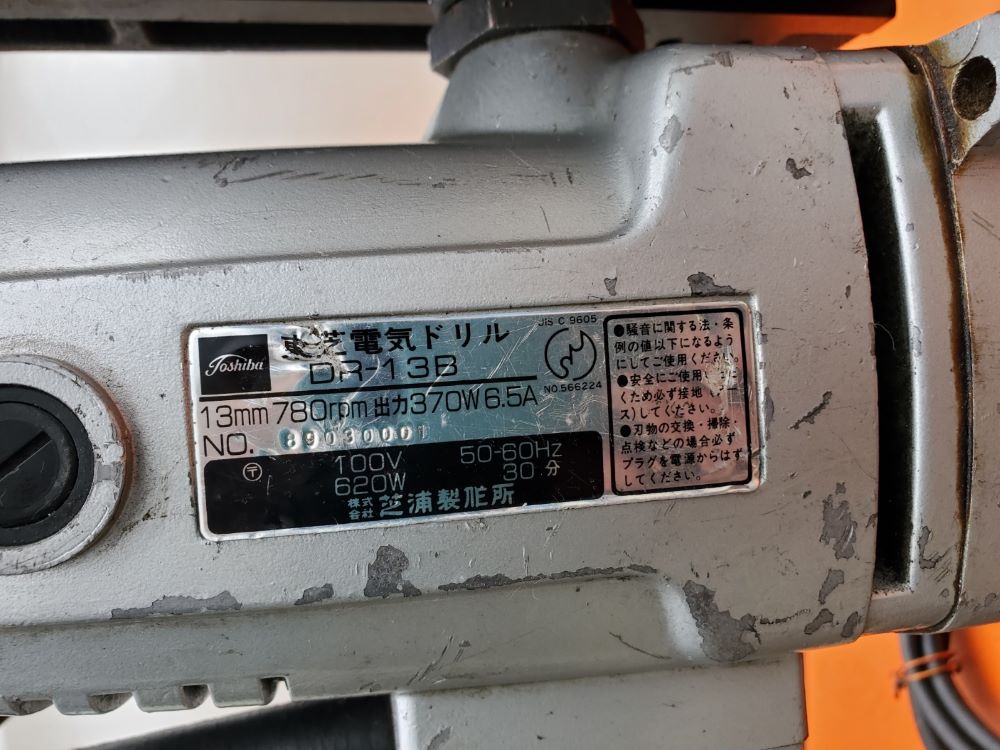 Toshiba
東芝電気ドリル
DR-13B
JIS C 9605
NO.566224
13mm 780rpm 出力370W 6.5A
NO. 89030001
〒 100V 50-60Hz
620W 30分
株式会社 芝浦製作所
●騒音に関する法・条
例の値以下になるよう
にしてご使用ください。
●安全にご使用
くため必ず接地(アー
ス)してください。
●刃物の交換・掃除
点検などの場合必ず
プラグを電源からはず
してください。